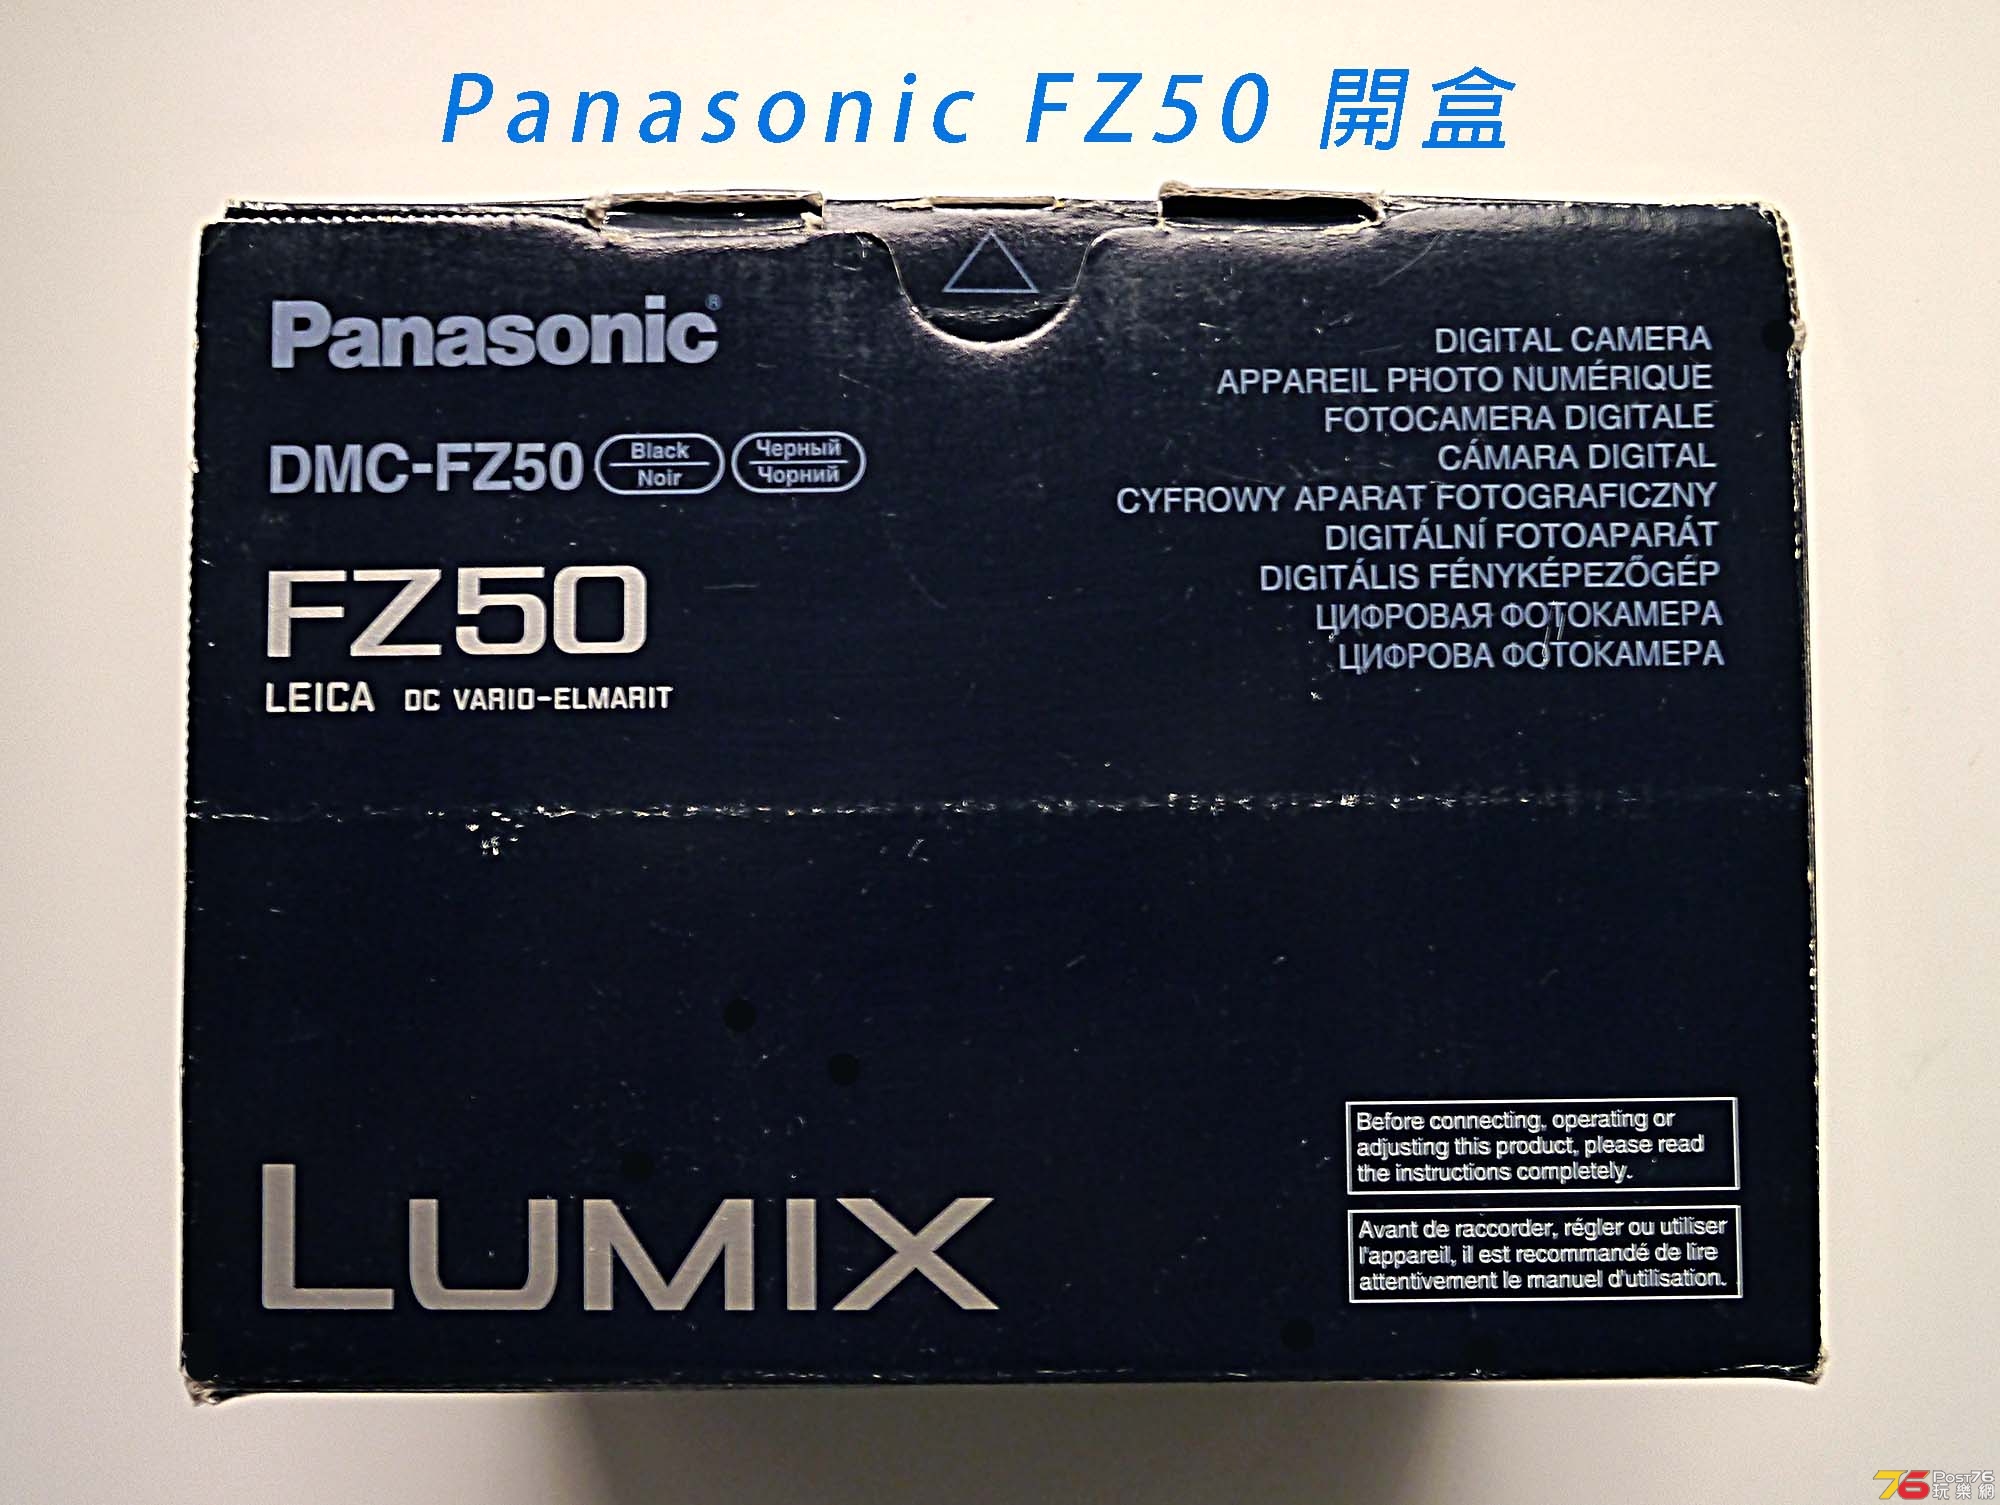 Panasonic FZ50 開盒
Panasonic®
DIGITAL CAMERA
APPAREIL PHOTO NUMÉRIQUE
FOTOCAMERA DIGITALE
CÁMARA DIGITAL
CYFROWY APARAT FOTOGRAFICZNY
DIGITÁLNÍ FOTOAPARÁT
DIGITÁLIS FÉNYKÉPEZŐGÉP
ЦИФРОВАЯ ФОТОКАМЕРА
ЦИФРОВА ФОТОКАМЕРА
DMC-FZ50
Black
Noir
Черный
Чорний
FZ50
LEICA DC VARIO-ELMARIT
LUMIX
Before connecting, operating or
adjusting this product, please read
the instructions completely.
Avant de raccorder, régler ou utiliser
l'appareil, il est recommandé de lire
attentivement le manuel d'utilisation.
76 POST76
玩樂網